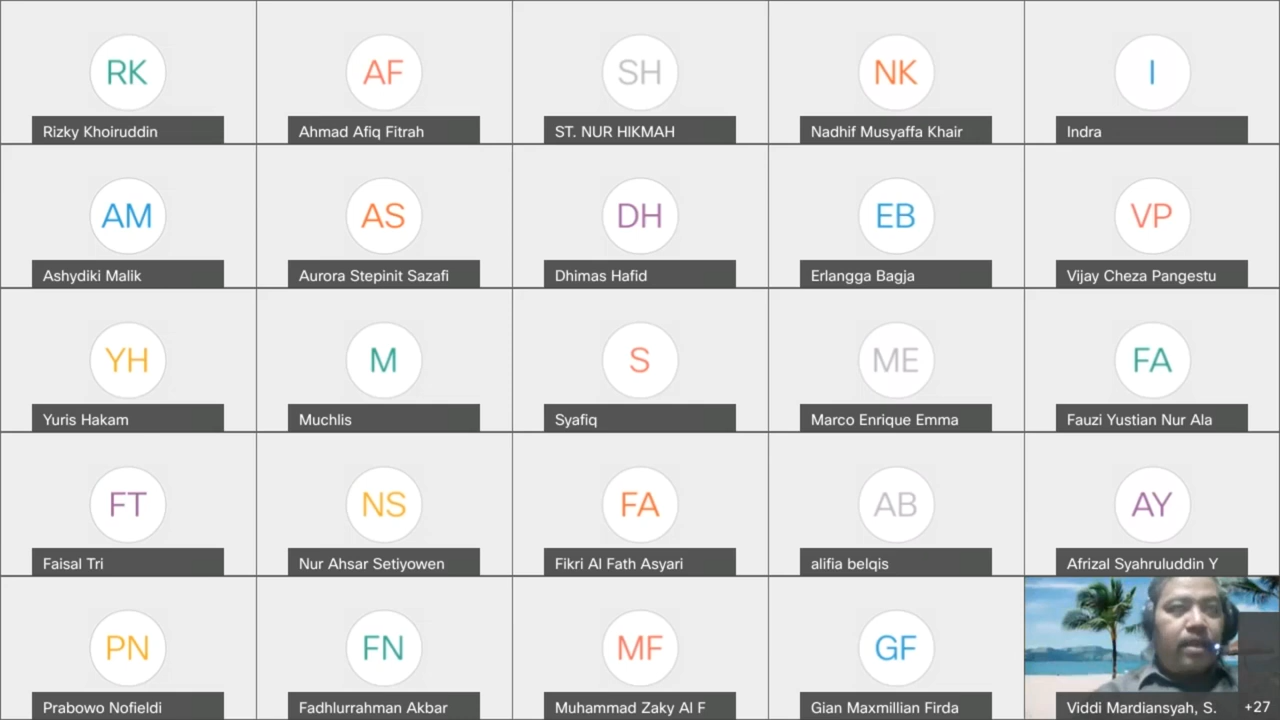 RK
AF
SH
NK
I
Rizky Khoiruddin
Ahmad Afiq Fitrah
ST. NUR HIKMAH
Nadhif Musyaffa Khair
Indra
AM
AS
DH
EB
VP
Ashydiki Malik
Aurora Stepinit Sazafi
Dhimas Hafid
Erlangga Bagja
Vijay Cheza Pangestu
YH
M
S
ME
FA
Yuris Hakam
Muchlis
Syafiq
Marco Enrique Emma
Fauzi Yustian Nur Ala
FT
NS
FA
AB
AY
Faisal Tri
Nur Ahsar Setiyowen
Fikri Al Fath Asyari
alifia belqis
Afrizal Syahruluddin Y
PN
FN
MF
GF
Prabowo Nofieldi
Fadhlurrahman Akbar
Muhammad Zaky Al F
Gian Maxmillian Firda
Viddi Mardiansyah, S.
+27